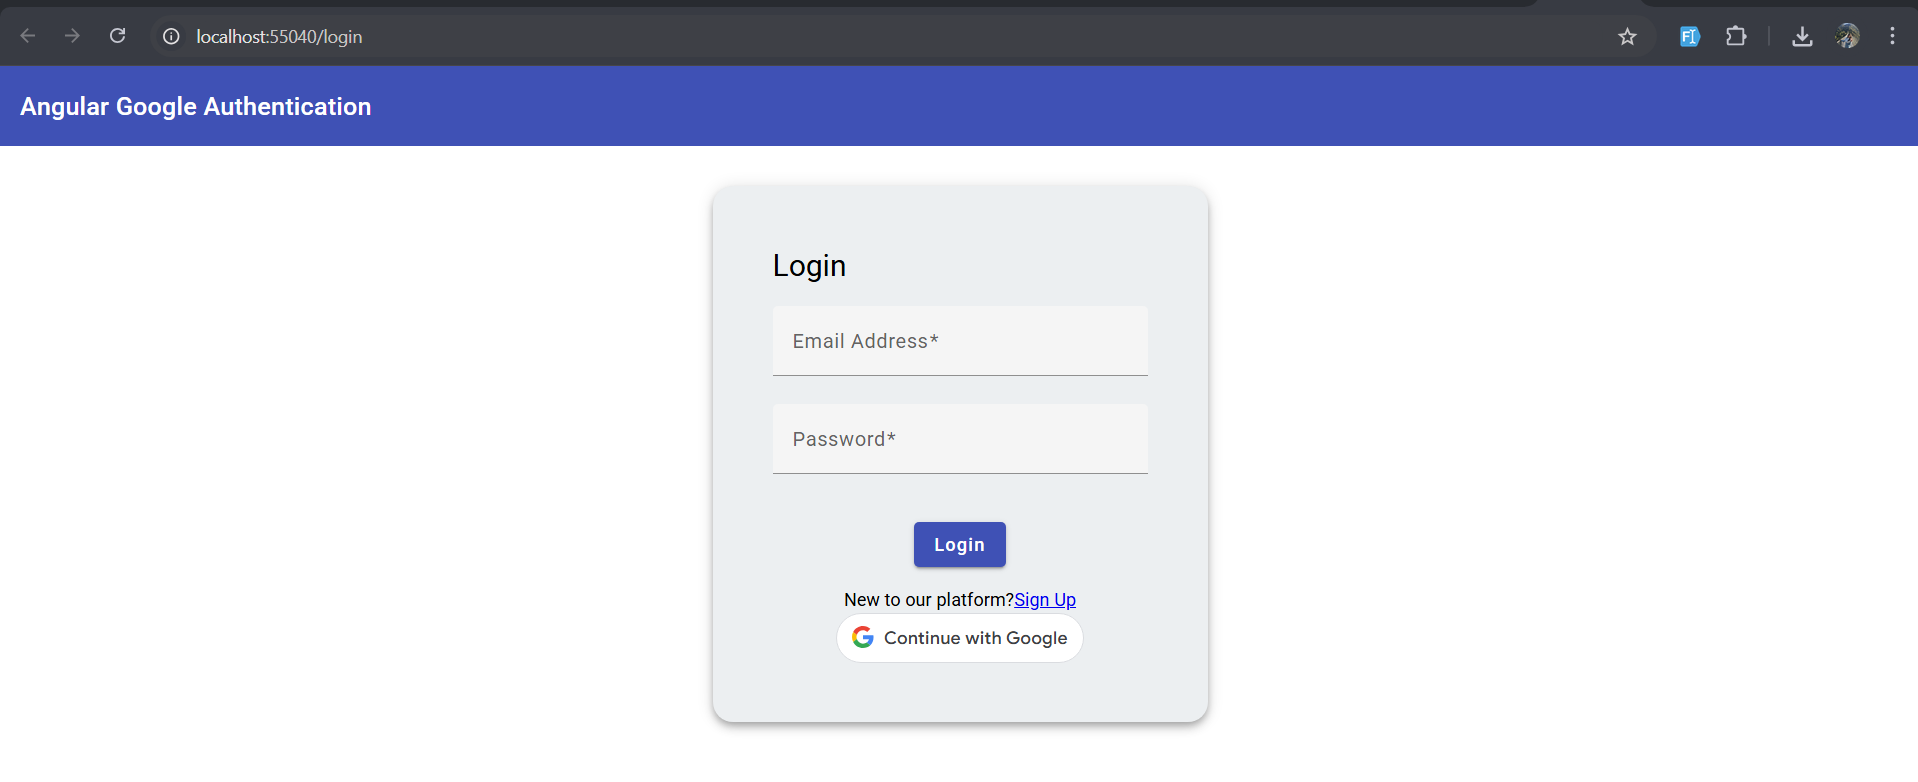 localhost:55040/login
Angular Google Authentication
Login
Email Address*
Password*
Login
New to our platform?Sign Up
Continue with Google